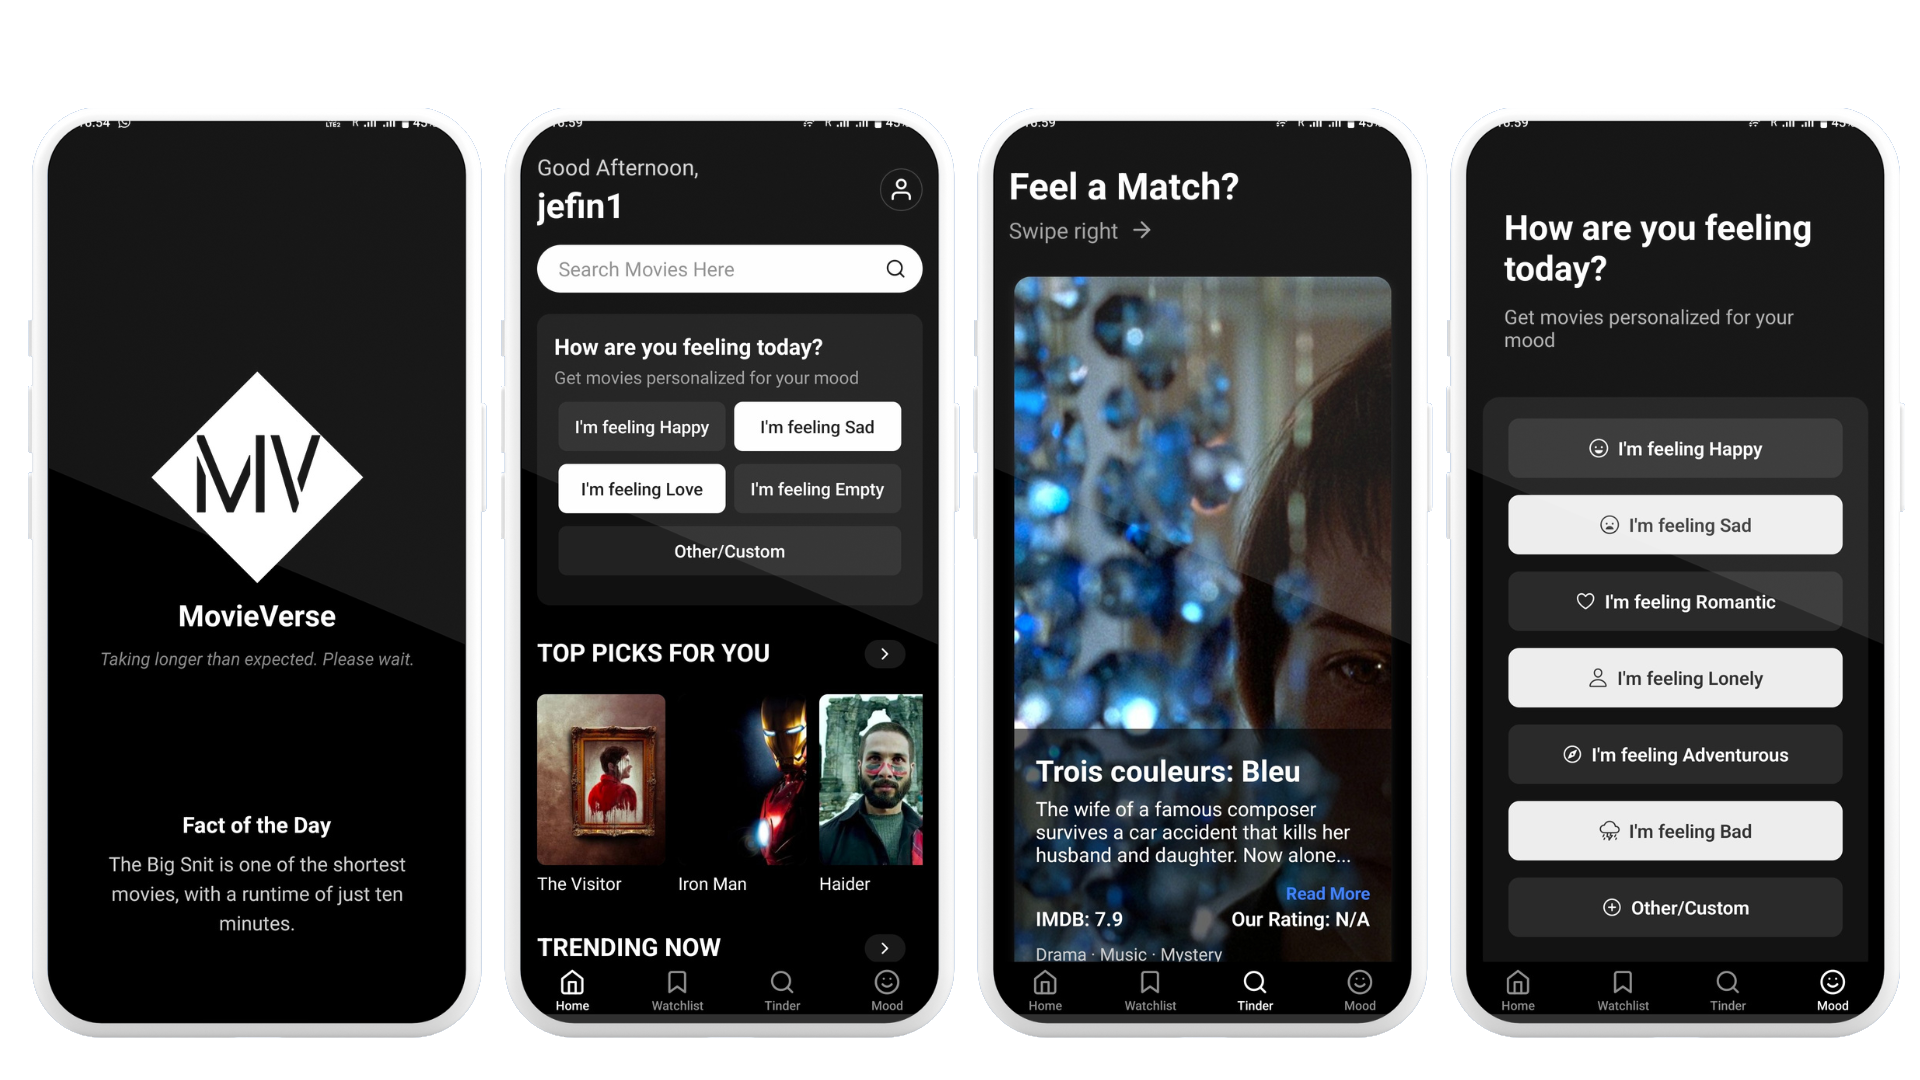 MV
MovieVerse
Taking longer than expected. Please wait.
Fact of the Day
The Big Snit is one of the shortest
movies, with a runtime of just ten
minutes.
Good Afternoon,
jefin1
Search Movies Here
How are you feeling today?
Get movies personalized for your mood
I'm feeling Happy
I'm feeling Sad
I'm feeling Love
I'm feeling Empty
Other/Custom
TOP PICKS FOR YOU
The Visitor
Iron Man
Haider
TRENDING NOW
Home
Watchlist
Tinder
Mood
Feel a Match?
Swipe right →
Trois couleurs: Bleu
The wife of a famous composer
survives a car accident that kills her
husband and daughter. Now alone...
Read More
IMDB: 7.9
Our Rating: N/A
Drama · Music · Mystery
Home
Watchlist
Tinder
Mood
How are you feeling
today?
Get movies personalized for your
mood
I'm feeling Happy
I'm feeling Sad
I'm feeling Romantic
I'm feeling Lonely
I'm feeling Adventurous
I'm feeling Bad
Other/Custom
Home
Watchlist
Tinder
Mood